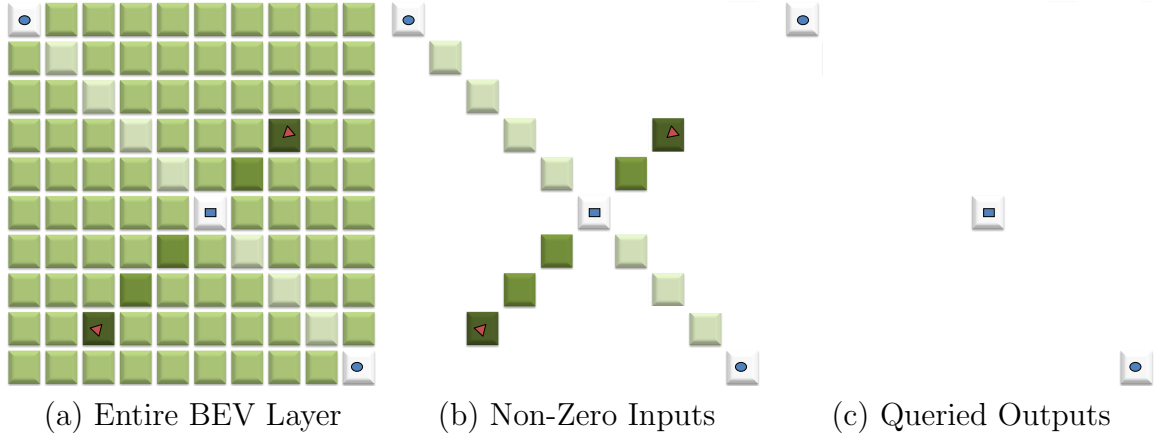 (a) Entire BEV Layer
(b) Non-Zero Inputs
(c) Queried Outputs